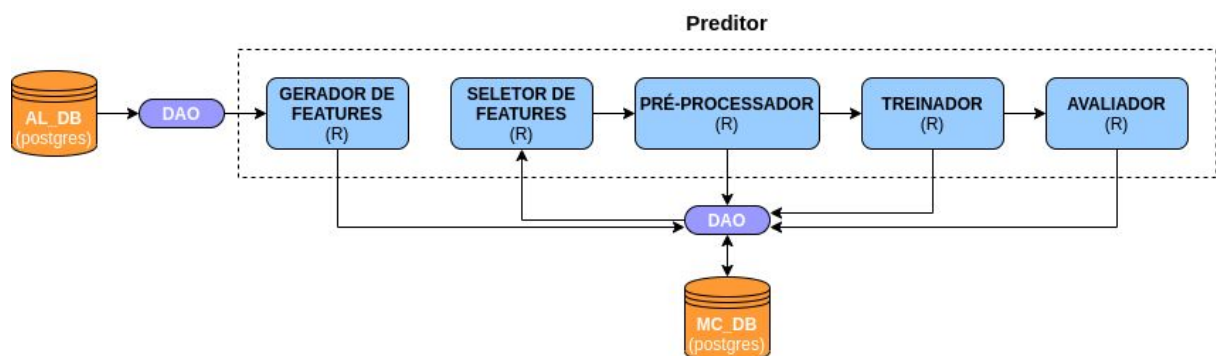 Preditor
AL_DB
(postgres)
DAO
GERADOR DE
FEATURES
(R)
SELETOR DE
FEATURES
(R)
PRÉ-PROCESSADOR
(R)
TREINADOR
(R)
AVALIADOR
(R)
DAO
MC_DB
(postgres)